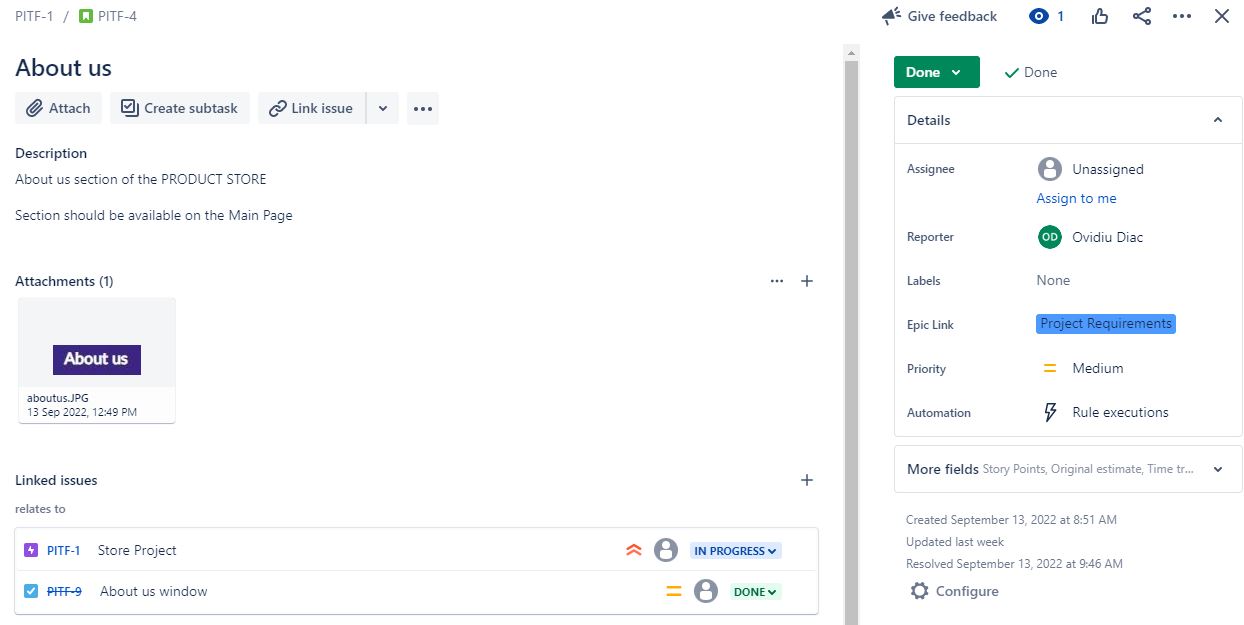 PITF-1 / PITF-4
Give feedback
1
About us
Attach
Create subtask
Link issue
Description
About us section of the PRODUCT STORE
Section should be available on the Main Page
Attachments (1)
About us
aboutus.JPG
13 Sep 2022, 12:49 PM
Linked issues
relates to
PITF-1 Store Project IN PROGRESS
PITF-9 About us window DONE
Done
Done
Details
Assignee Unassigned
Assign to me
Reporter OD Ovidiu Diac
Labels None
Epic Link Project Requirements
Priority Medium
Automation Rule executions
More fields Story Points, Original estimate, Time tr...
Created September 13, 2022 at 8:51 AM
Updated last week
Resolved September 13, 2022 at 9:46 AM
Configure